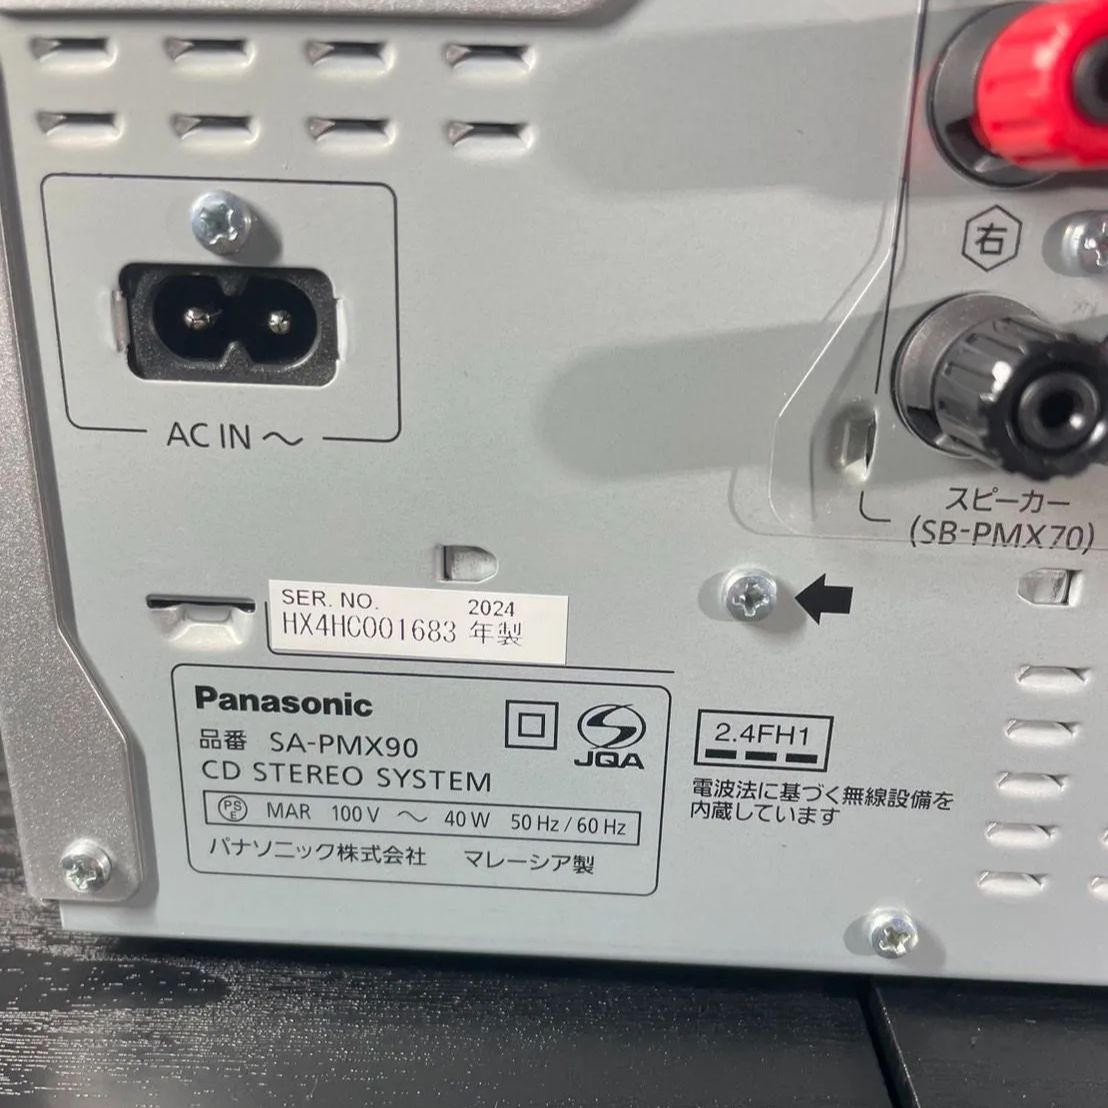 右
AC IN ～
スピーカー
(SB-PMX70)
SER. NO. 2024
HX4HC001683 年製
Panasonic
品番 SA-PMX90
CD STEREO SYSTEM
JQA
PS E MAR 100 V ～ 40 W 50 Hz / 60 Hz
パナソニック株式会社 マレーシア製
2.4FH1
電波法に基づく無線設備を
内蔵しています